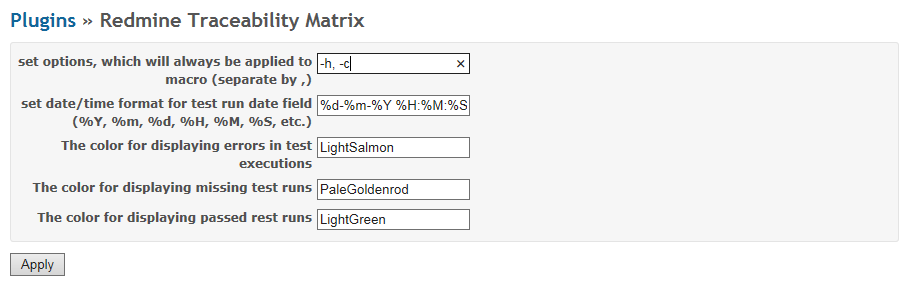 Plugins » Redmine Traceability Matrix
set options, which will always be applied to macro (separate by ,) -h, -c ×
set date/time format for test run date field (%Y, %m, %d, %H, %M, %S, etc.) %d-%m-%Y %H:%M:%S
The color for displaying errors in test executions LightSalmon
The color for displaying missing test runs PaleGoldenrod
The color for displaying passed rest runs LightGreen
Apply